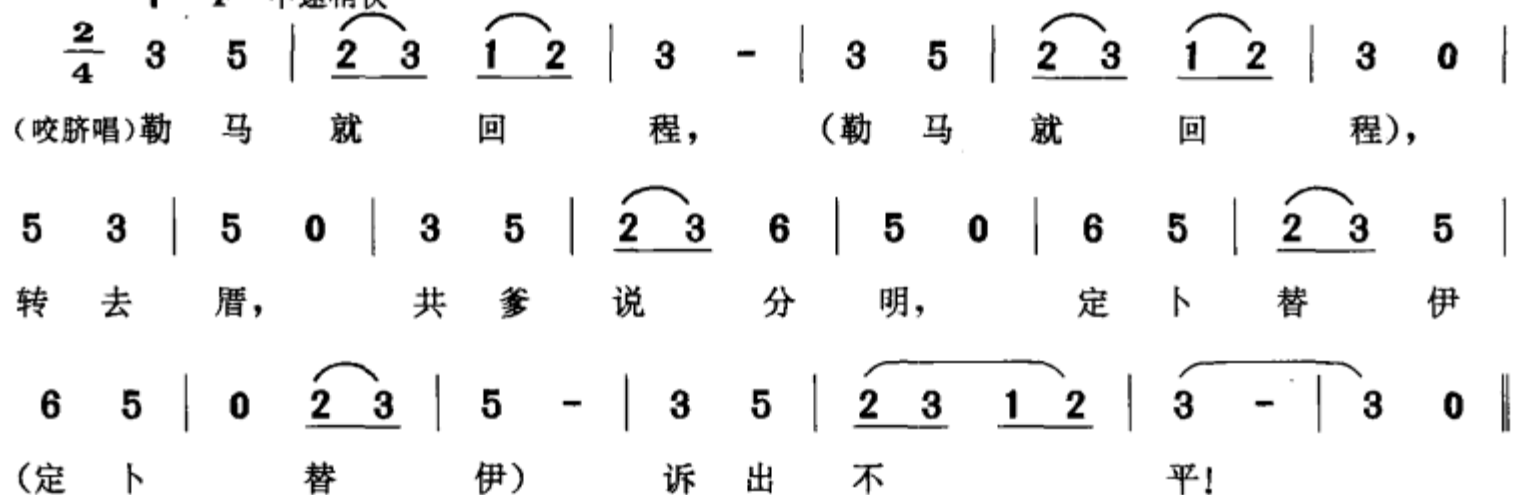 2/4 3 5 | 2 3 1 2 | 3 - | 3 5 | 2 3 1 2 | 3 0 |
(咬脐唱)勒 马 就 回 程， (勒 马 就 回 程)，
5 3 | 5 0 | 3 5 | 2 3 6 | 5 0 | 6 5 | 2 3 5 |
转 去 厝， 共 爹 说 分 明， 定 卜 替 伊
6 5 | 0 2 3 | 5 - | 3 5 | 2 3 1 2 | 3 - | 3 0 ‖
(定 卜 替 伊) 诉 出 不 平！